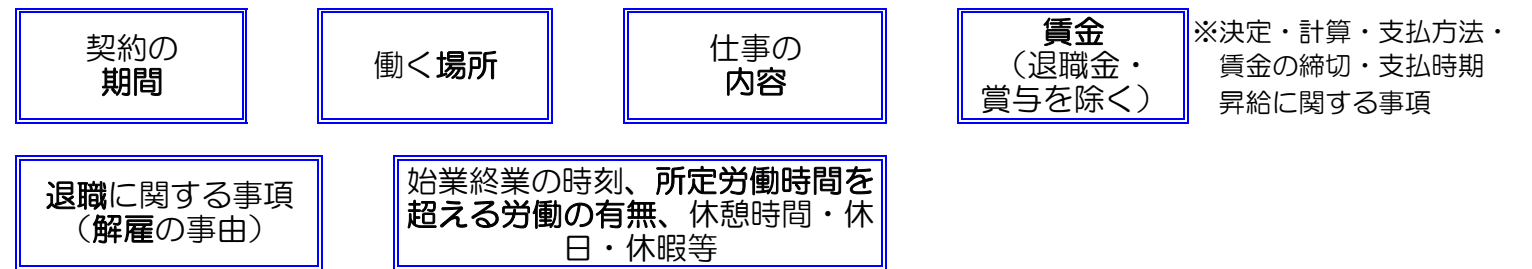 契約の
期間
働く場所
仕事の
内容
賃金
（退職金・
賞与を除く）
※決定・計算・支払方法・
賃金の締切・支払時期
昇給に関する事項
退職に関する事項
（解雇の事由）
始業終業の時刻、所定労働時間を
超える労働の有無、休憩時間・休
日・休暇等